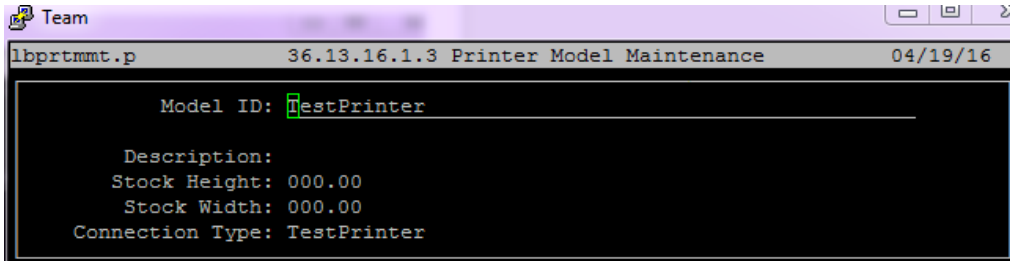 Team
lbprtmmt.p 36.13.16.1.3 Printer Model Maintenance 04/19/16
Model ID: TestPrinter
Description:
Stock Height: 000.00
Stock Width: 000.00
Connection Type: TestPrinter